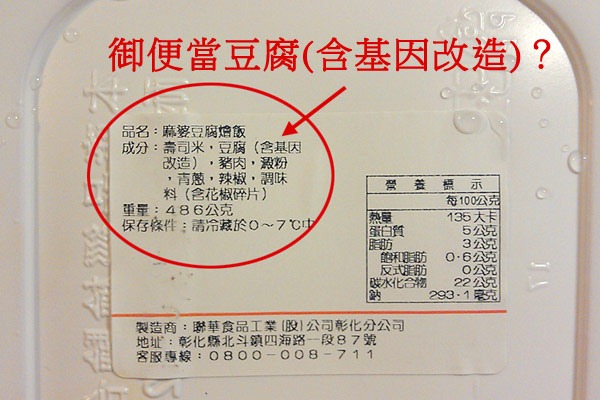 御便當豆腐(含基因改造)？
品名：麻婆豆腐燴飯
成分：壽司米，豆腐（含基因
改造），豬肉，澱粉
，青蔥，辣椒，調味
料（含花椒碎片）
重量：486公克
保存條件：請冷藏於0～7℃中
營養標示
每100公克
熱量 135大卡
蛋白質 5公克
脂肪 3公克
飽和脂肪 0.6公克
反式脂肪 0公克
碳水化合物 22公克
鈉 293.1毫克
製造商：聯華食品工業(股)公司彰化分公司
地址：彰化縣北斗鎮四海路一段87號
客服專線：0800-008-711